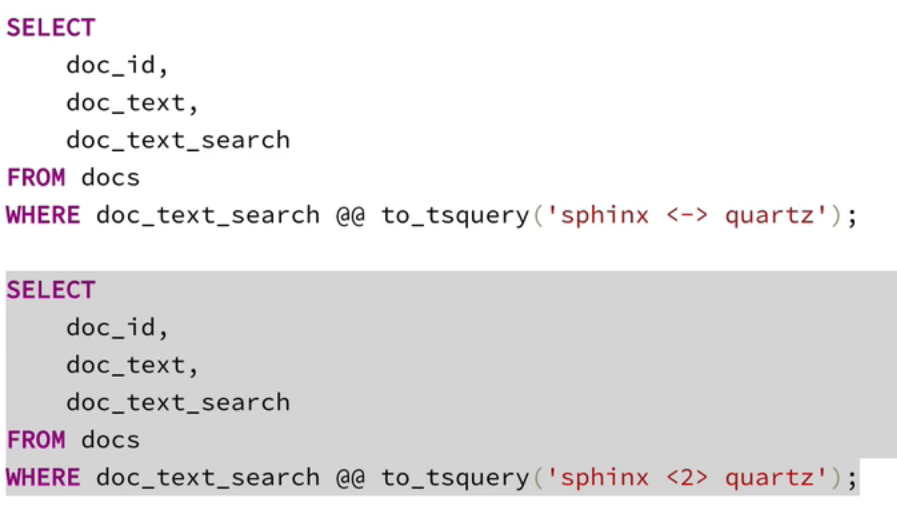 SELECT
    doc_id,
    doc_text,
    doc_text_search
FROM docs
WHERE doc_text_search @@ to_tsquery('sphinx <-> quartz');

SELECT
    doc_id,
    doc_text,
    doc_text_search
FROM docs
WHERE doc_text_search @@ to_tsquery('sphinx <2> quartz');